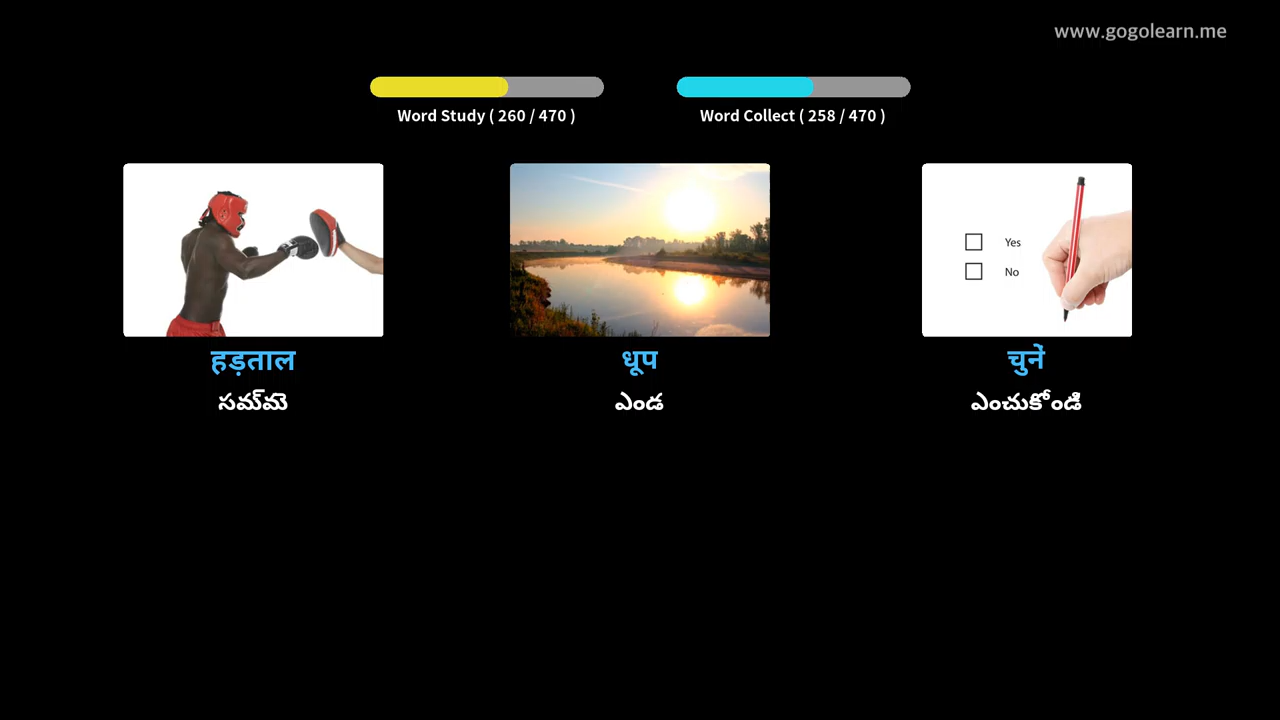 www.gogolearn.me
Word Study ( 260 / 470 )
Word Collect ( 258 / 470 )
Yes
No
हड़ताल
धूप
चुनें
సమ్మె
ఎండ
ఎంచుకోండి